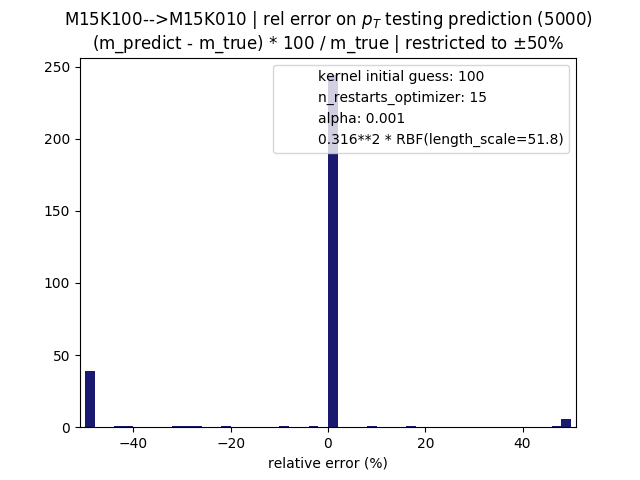 M15K100-->M15K010 | rel error on p_T testing prediction (5000)
(m_predict - m_true) * 100 / m_true | restricted to ±50%
kernel initial guess: 100
n_restarts_optimizer: 15
alpha: 0.001
0.316**2 * RBF(length_scale=51.8)
250
200
150
100
50
0
−40 −20 0 20 40
relative error (%)